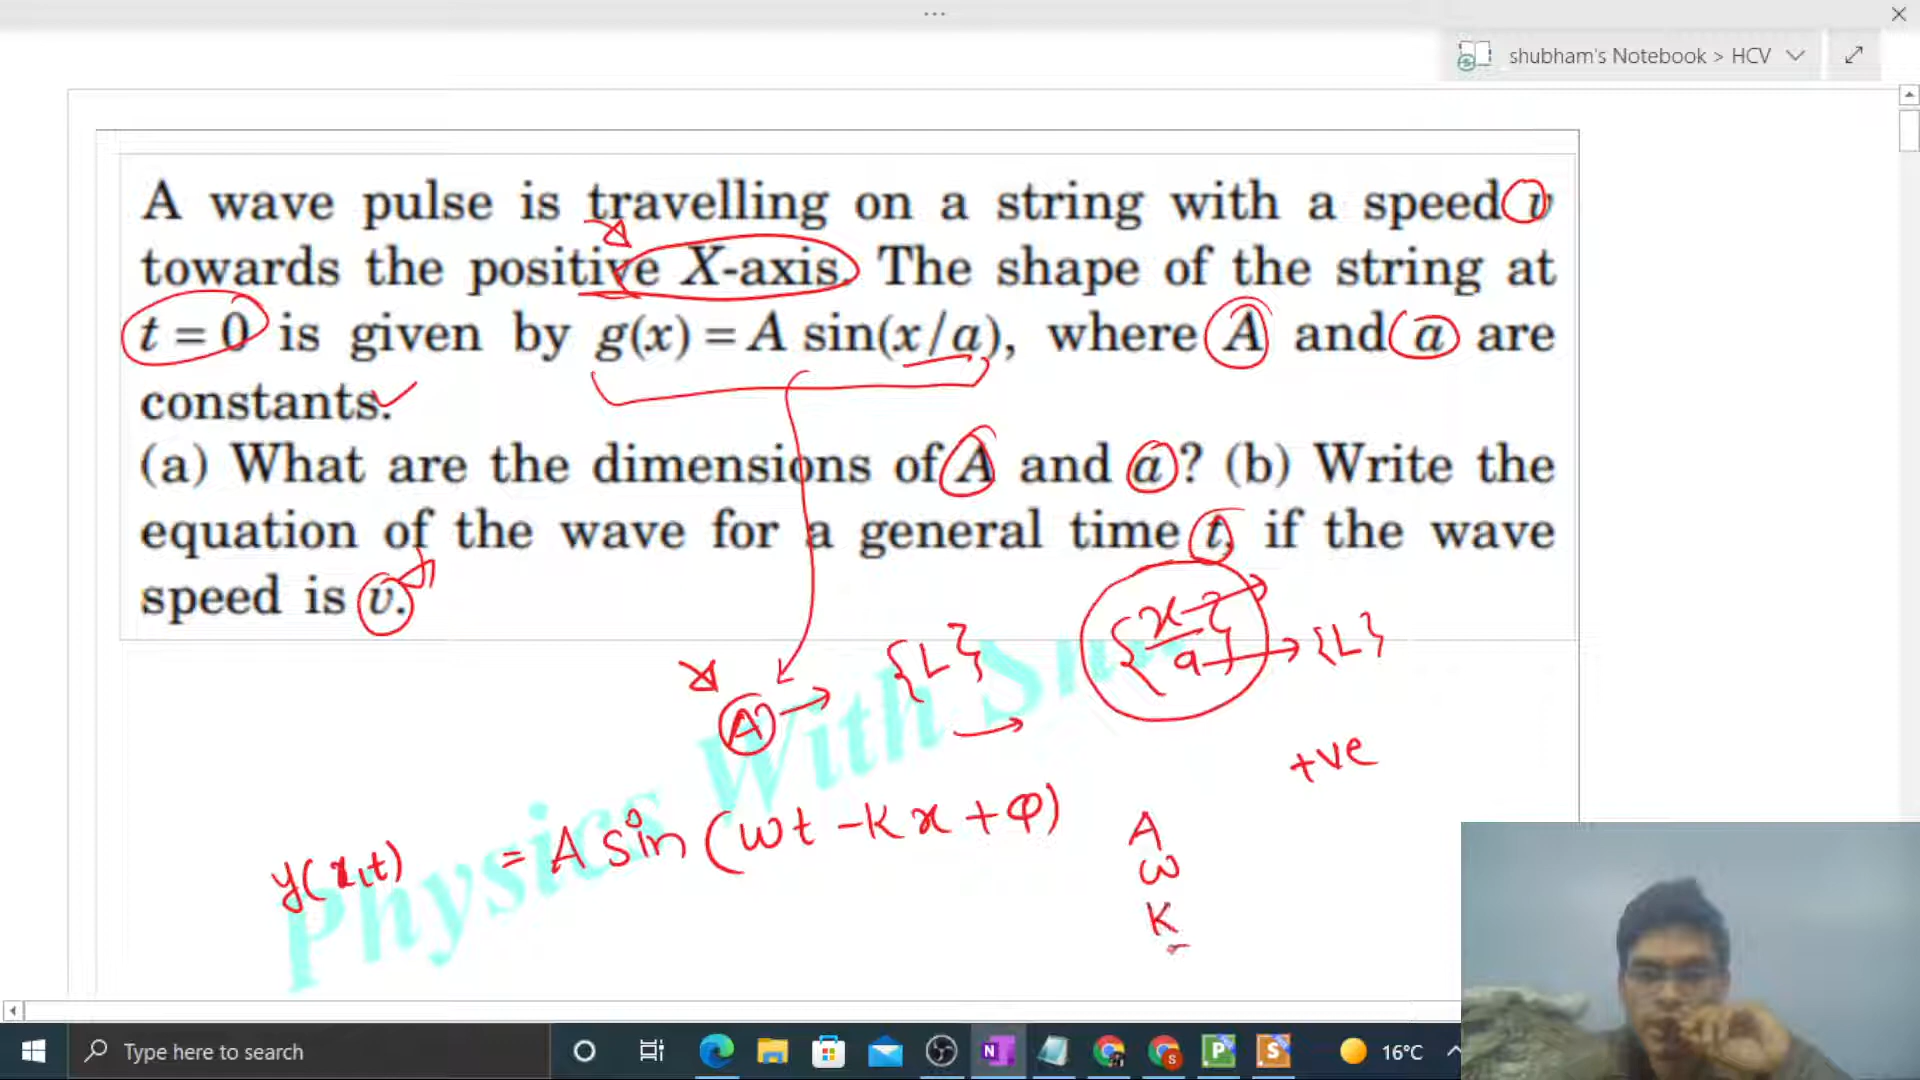 ...
shubham's Notebook > HCV
A wave pulse is travelling on a string with a speed v
towards the positive X-axis. The shape of the string at
t = 0 is given by g(x) = A sin(x/a), where A and a are
constants.
(a) What are the dimensions of A and a? (b) Write the
equation of the wave for a general time t, if the wave
speed is v.
{x/a} → {L}
A → {L}
+ve
y(x,t) = A sin (ωt - Kx + φ)
A
ω
K
Physics With
Type here to search
N
S
P
S
16°C